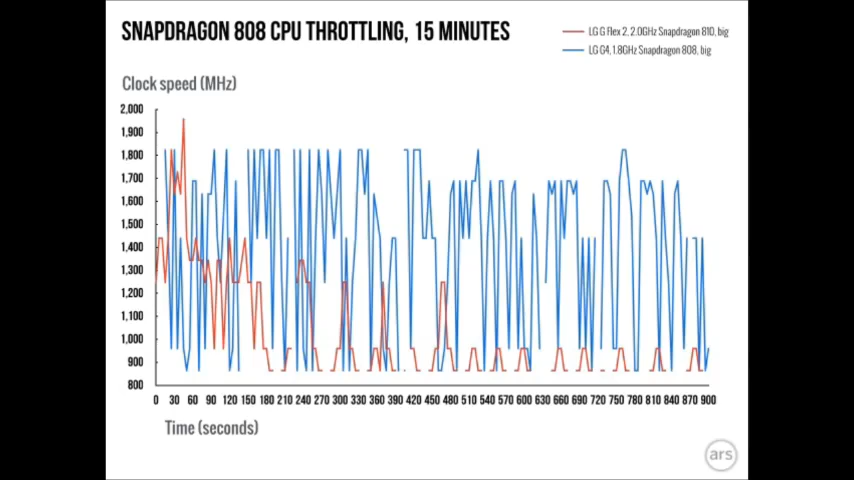 SNAPDRAGON 808 CPU THROTTLING, 15 MINUTES
LG G Flex 2, 2.0GHz Snapdragon 810, big
LG G4, 1.8GHz Snapdragon 808, big
Clock speed (MHz)
2,000
1,900
1,800
1,700
1,600
1,500
1,400
1,300
1,200
1,100
1,000
900
800
0 30 60 90 120 150 180 210 240 270 300 330 360 390 420 450 480 510 540 570 600 630 660 690 720 750 780 810 840 870 900
Time (seconds)
ars